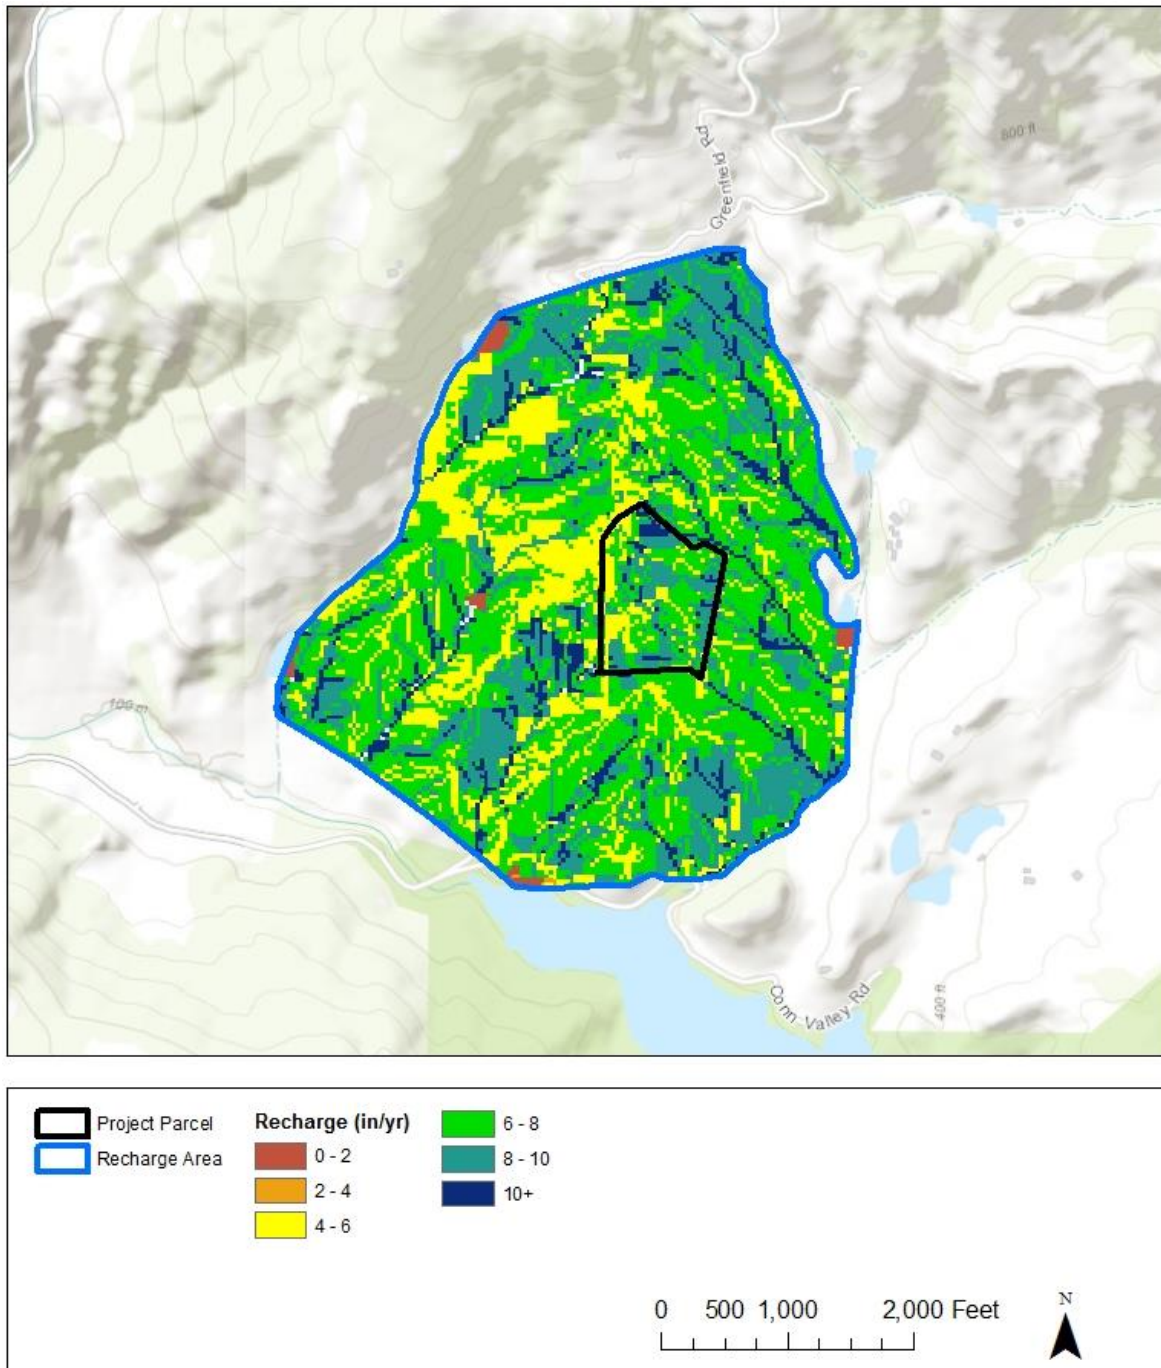 Greenfield Rd
800 ft
100 m
Conn Valley Rd
400 ft
Project Parcel
Recharge Area
Recharge (in/yr)
0 - 2
2 - 4
4 - 6
6 - 8
8 - 10
10+
0 500 1,000 2,000 Feet
N